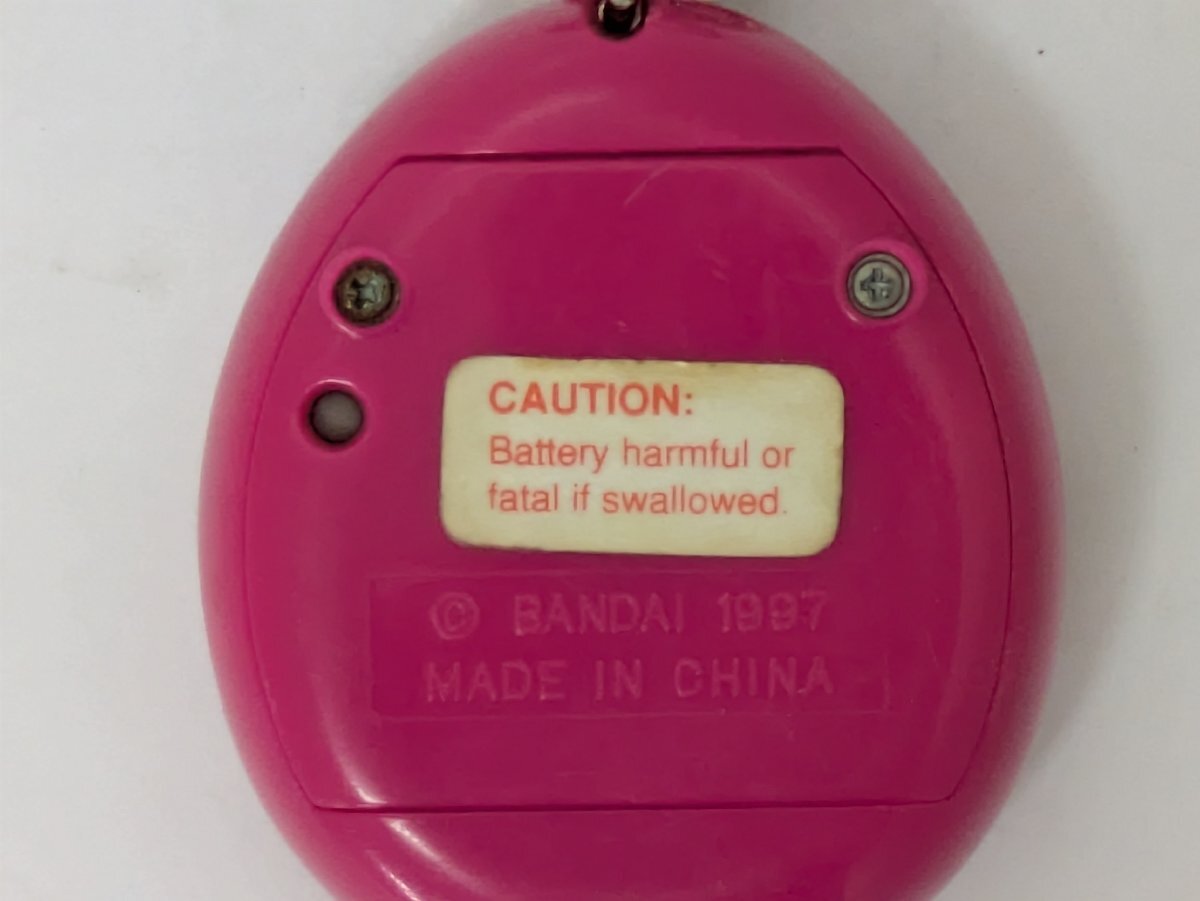 CAUTION:
Battery harmful or
fatal if swallowed.
© BANDAI 1997
MADE IN CHINA